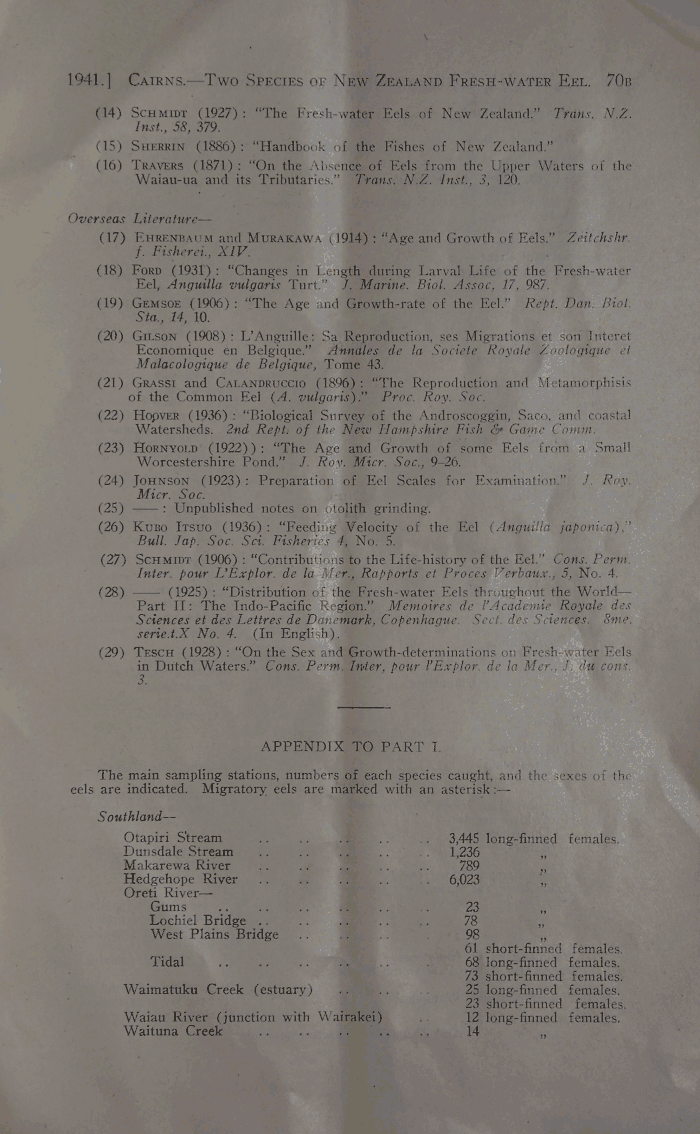 1941.] CAIRNS.—TWO SPECIES OF NEW ZEALAND FRESH-WATER EEL. 70B
(14) SCHMIDT (1927): "The Fresh-water Eels of New Zealand." Trans. N.Z.
Inst., 58, 379.
(15) SHERRIN (1886): "Handbook of the Fishes of New Zealand."
(16) TRAVERS (1871): "On the Absence of Eels from the Upper Waters of the
Waiau-ua and its Tributaries." Trans. N.Z. Inst., 3, 120.
Overseas Literature—
(17) EHRENBAUM and MURAKAWA (1914): "Age and Growth of Eels." Zeitchshr.
f. Fisherei., XIV.
(18) FORD (1931): "Changes in Length during Larval Life of the Fresh-water
Eel, Anguilla vulgaris Turt." J. Marine. Biol. Assoc, 17, 987.
(19) GEMSOE (1906): "The Age and Growth-rate of the Eel." Rept. Dan. Biol.
Sta., 14, 10.
(20) GILSON (1908): L'Anguille: Sa Reproduction, ses Migrations et son Interet
Economique en Belgique." Annales de la Societe Royale Zoologique et
Malacologique de Belgique, Tome 43.
(21) GRASSI and CALANDRUCCIO (1896): "The Reproduction and Metamorphisis
of the Common Eel (A. vulgaris)." Proc. Roy. Soc.
(22) HOPVER (1936): "Biological Survey of the Androscoggin, Saco, and coastal
Watersheds. 2nd Rept. of the New Hampshire Fish & Game Comm.
(23) HORNYOLD (1922)): "The Age and Growth of some Eels from a Small
Worcestershire Pond." J. Roy. Micr. Soc., 9-26.
(24) JOHNSON (1923): Preparation of Eel Scales for Examination." J. Roy.
Micr. Soc.
(25) ——: Unpublished notes on otolith grinding.
(26) KUBO ITSUO (1936): "Feeding Velocity of the Eel (Anguilla japonica)."
Bull. Jap. Soc. Sci. Fisheries 4, No. 5.
(27) SCHMIDT (1906): "Contributions to the Life-history of the Eel." Cons. Perm.
Inter. pour L'Explor. de la Mer., Rapports et Proces Verbaux., 5, No. 4.
(28) —— (1925): "Distribution of the Fresh-water Eels throughout the World—
Part II: The Indo-Pacific Region." Memoires de l'Academie Royale des
Sciences et des Lettres de Danemark, Copenhague. Sect. des Sciences. 8me.
serie.t.X No. 4. (In English).
(29) TESCH (1928): "On the Sex and Growth-determinations on Fresh-water Eels
in Dutch Waters." Cons. Perm. Inter, pour l'Explor. de la Mer., J. du cons.
3.
APPENDIX TO PART I.
The main sampling stations, numbers of each species caught, and the sexes of the
eels are indicated. Migratory eels are marked with an asterisk:—
Southland—
Otapiri Stream .. .. .. .. .. 3,445 long-finned females.
Dunsdale Stream .. .. .. .. .. 1,236 „
Makarewa River .. .. .. .. .. 789 „
Hedgehope River .. .. .. .. .. 6,023 „
Oreti River—
Gums .. .. .. .. .. 23 „
Lochiel Bridge .. .. .. .. .. 78 „
West Plains Bridge .. .. .. .. 98 „
61 short-finned females.
Tidal .. .. .. .. .. 68 long-finned females.
73 short-finned females.
Waimatuku Creek (estuary) .. .. .. 25 long-finned females.
23 short-finned females.
Waiau River (junction with Wairakei) .. 12 long-finned females.
Waituna Creek .. .. .. .. .. 14 „